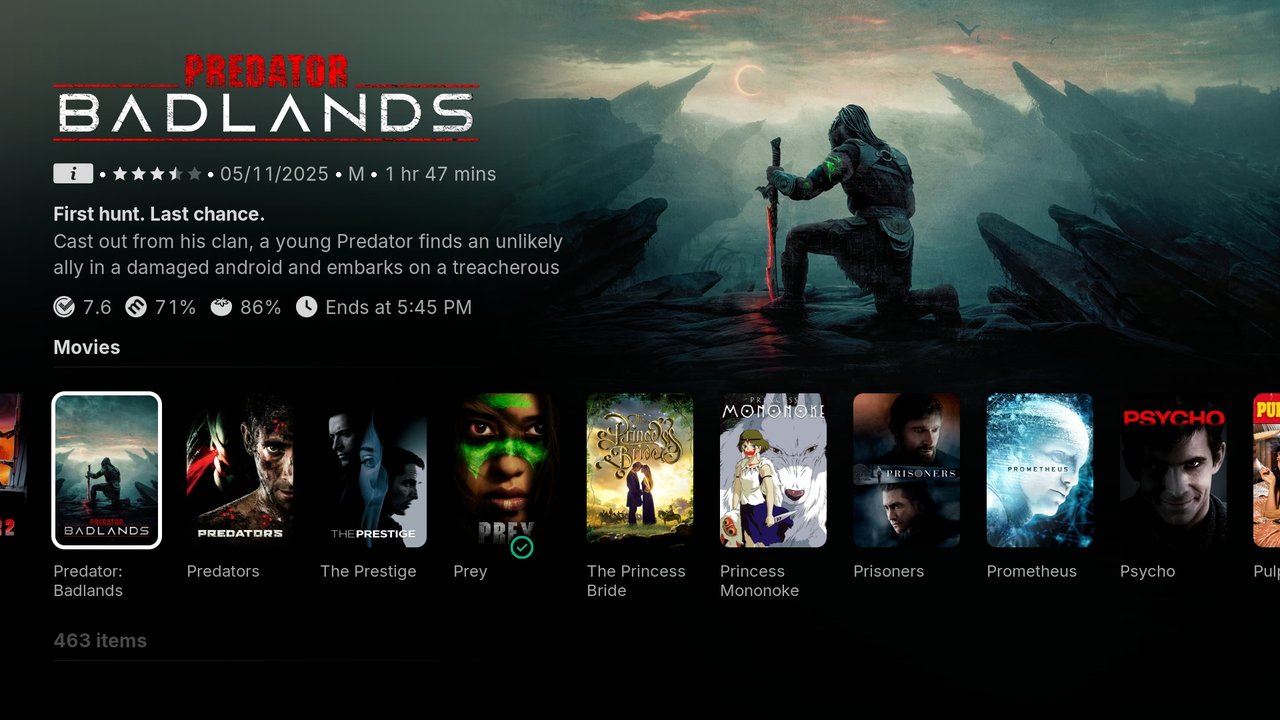 PREDATOR
BADLANDS
i • • 05/11/2025 • M • 1 hr 47 mins
First hunt. Last chance.
Cast out from his clan, a young Predator finds an unlikely
ally in a damaged android and embarks on a treacherous
7.6 71% 86% Ends at 5:45 PM
Movies
2
PREDATOR
BADLANDS
PREDATORS
THE PRESTIGE
PREY
The Princess Bride
PRINCESS
MONONOKE
PRISONERS
PROMETHEUS
PSYCHO
PUL
Predator:
Badlands
Predators
The Prestige
Prey
The Princess
Bride
Princess
Mononoke
Prisoners
Prometheus
Psycho
Pulp
463 items